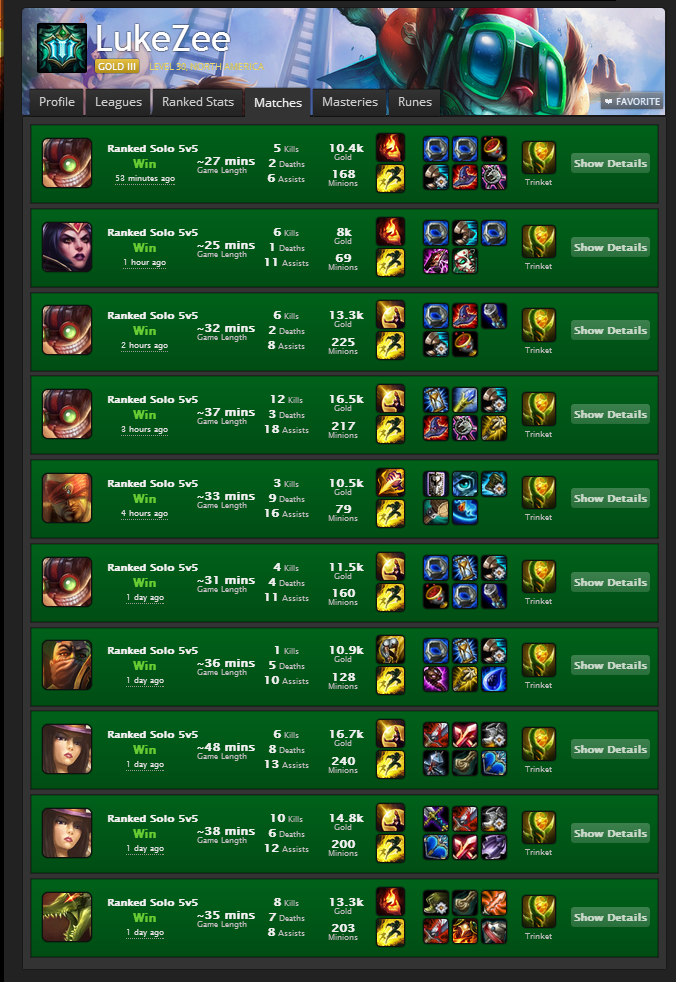 LukeZee
GOLD III LEVEL 30, NORTH AMERICA
Profile Leagues Ranked Stats Matches Masteries Runes ❤ FAVORITE
Ranked Solo 5v5 Win 53 minutes ago ~27 mins Game Length 5 Kills 2 Deaths 6 Assists 10.4k Gold 168 Minions Trinket Show Details
Ranked Solo 5v5 Win 1 hour ago ~25 mins Game Length 6 Kills 1 Deaths 11 Assists 8k Gold 69 Minions Trinket Show Details
Ranked Solo 5v5 Win 2 hours ago ~32 mins Game Length 6 Kills 2 Deaths 8 Assists 13.3k Gold 225 Minions Trinket Show Details
Ranked Solo 5v5 Win 3 hours ago ~37 mins Game Length 12 Kills 3 Deaths 18 Assists 16.5k Gold 217 Minions Trinket Show Details
Ranked Solo 5v5 Win 4 hours ago ~33 mins Game Length 3 Kills 9 Deaths 16 Assists 10.5k Gold 79 Minions Trinket Show Details
Ranked Solo 5v5 Win 1 day ago ~31 mins Game Length 4 Kills 4 Deaths 11 Assists 11.5k Gold 160 Minions Trinket Show Details
Ranked Solo 5v5 Win 1 day ago ~36 mins Game Length 1 Kills 5 Deaths 10 Assists 10.9k Gold 128 Minions Trinket Show Details
Ranked Solo 5v5 Win 1 day ago ~48 mins Game Length 6 Kills 8 Deaths 13 Assists 16.7k Gold 240 Minions Trinket Show Details
Ranked Solo 5v5 Win 1 day ago ~38 mins Game Length 10 Kills 6 Deaths 12 Assists 14.8k Gold 200 Minions Trinket Show Details
Ranked Solo 5v5 Win 1 day ago ~35 mins Game Length 8 Kills 7 Deaths 8 Assists 13.3k Gold 203 Minions Trinket Show Details